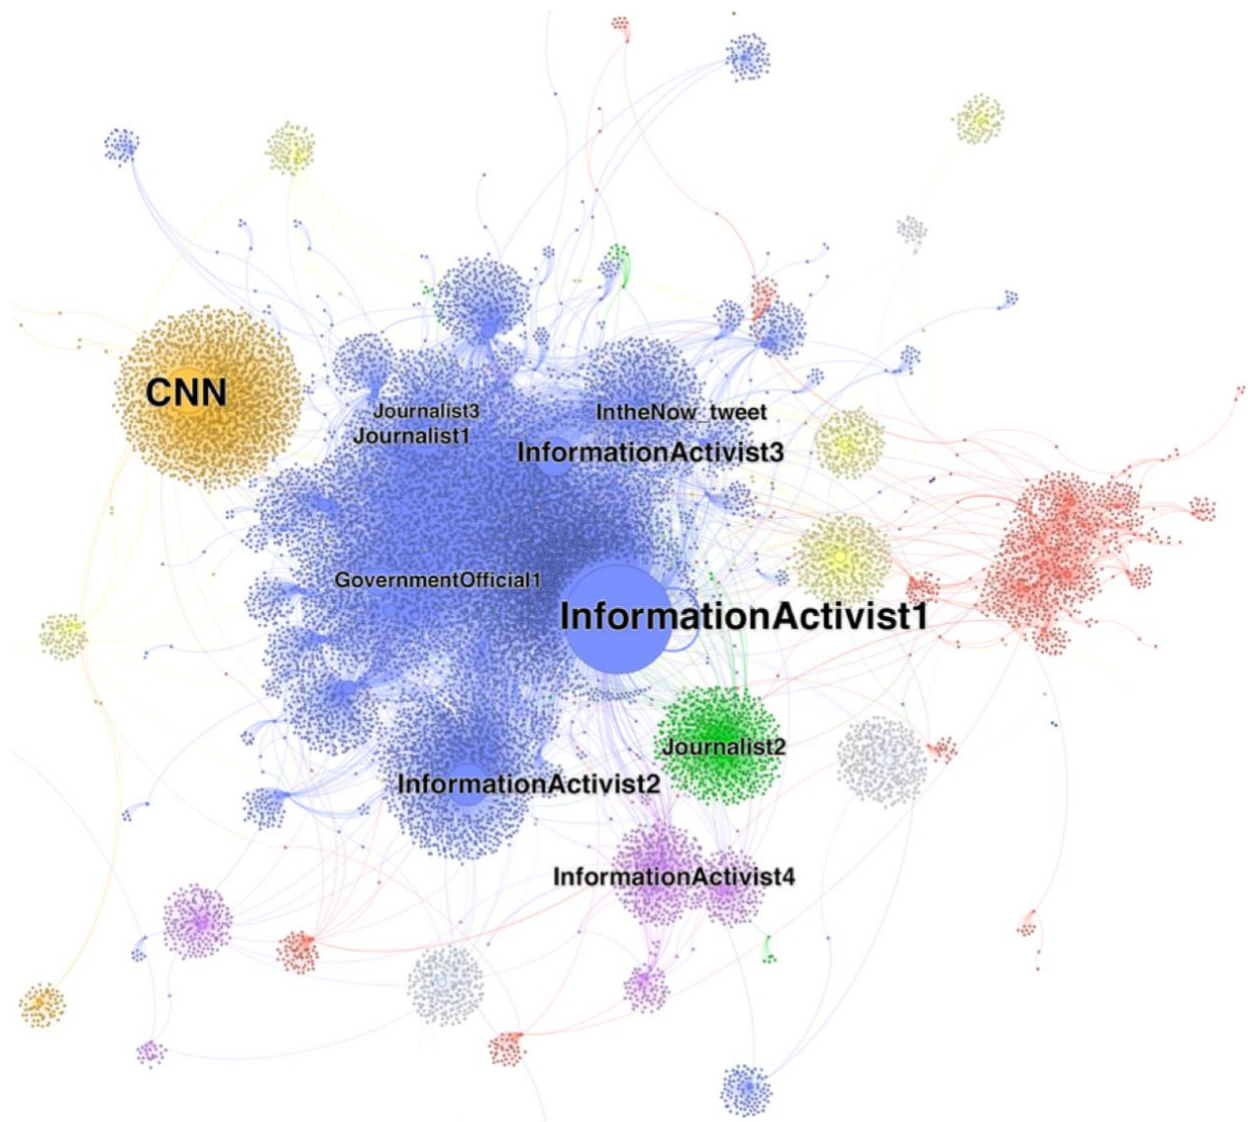 CNN
Journalist3
IntheNow_tweet
Journalist1
InformationActivist3
GovernmentOfficial1
InformationActivist1
Journalist2
InformationActivist2
InformationActivist4